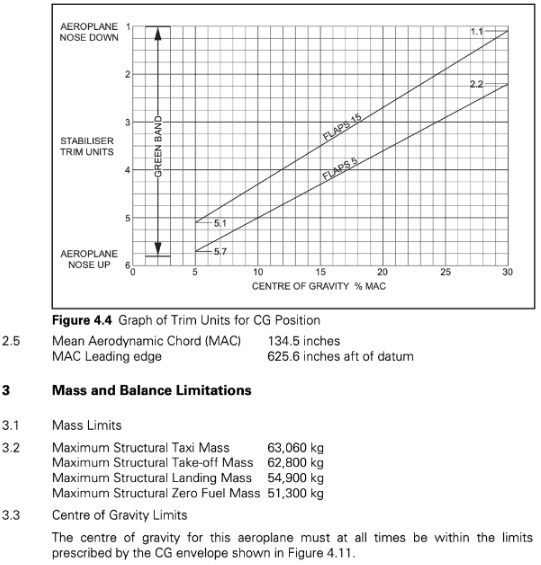 AEROPLANE
NOSE DOWN
1
1.1
2
2.2
3
GREEN BAND
FLAPS 15
STABILISER
TRIM UNITS
4
FLAPS 5
5
5.1
5.7
AEROPLANE
NOSE UP
6
0 5 10 15 20 25 30
CENTRE OF GRAVITY % MAC
Figure 4.4 Graph of Trim Units for CG Position
2.5 Mean Aerodynamic Chord (MAC) 134.5 inches
MAC Leading edge 625.6 inches aft of datum
3 Mass and Balance Limitations
3.1 Mass Limits
3.2 Maximum Structural Taxi Mass 63,060 kg
Maximum Structural Take-off Mass 62,800 kg
Maximum Structural Landing Mass 54,900 kg
Maximum Structural Zero Fuel Mass 51,300 kg
3.3 Centre of Gravity Limits
The centre of gravity for this aeroplane must at all times be within the limits
prescribed by the CG envelope shown in Figure 4.11.